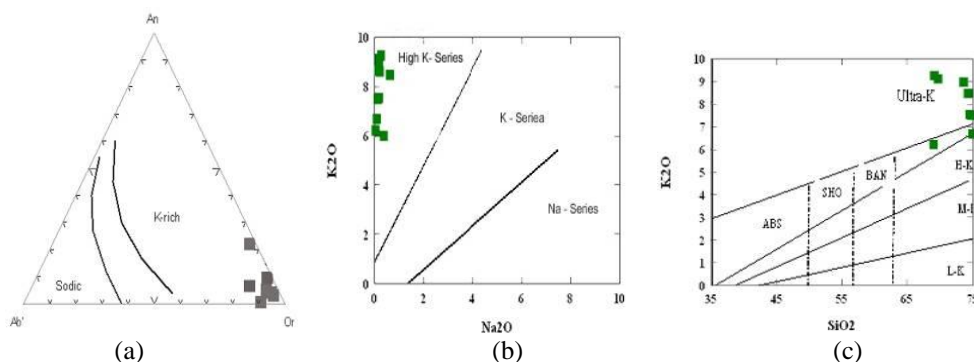 An
K-rich
Sodic
Ab'
Or
(a)
10
9
8
6
4
2
0
High K- Series
K - Seriea
Na - Series
K2O
0 2 4 6 8 10
Na2O
(b)
10
9
8
7
6
5
4
3
2
1
0
Ultra-K
ABS
SHO
BAN
H-K
M-
L-K
K2O
35 45 55 65 75
SiO2
(c)